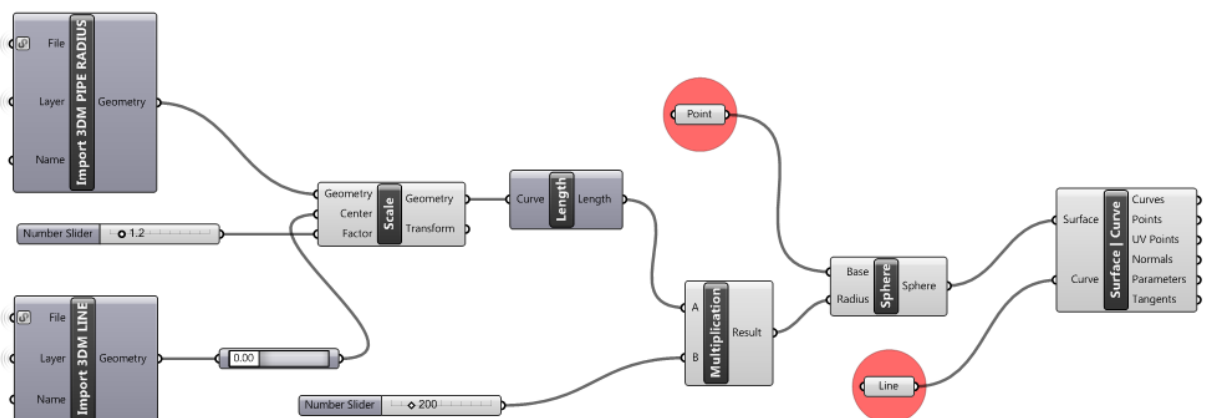 Import 3DM PIPE RADIUS
File
Layer
Name
Geometry
Number Slider 1.2
Import 3DM LINE
File
Layer
Name
Geometry
0.00
Geometry
Center
Factor
Scale
Geometry
Transform
Curve
Length
Length
Number Slider 200
Point
A
B
Multiplication
Result
Base
Radius
Sphere
Sphere
Line
Surface
Curve
Surface | Curve
Curves
Points
UV Points
Normals
Parameters
Tangents